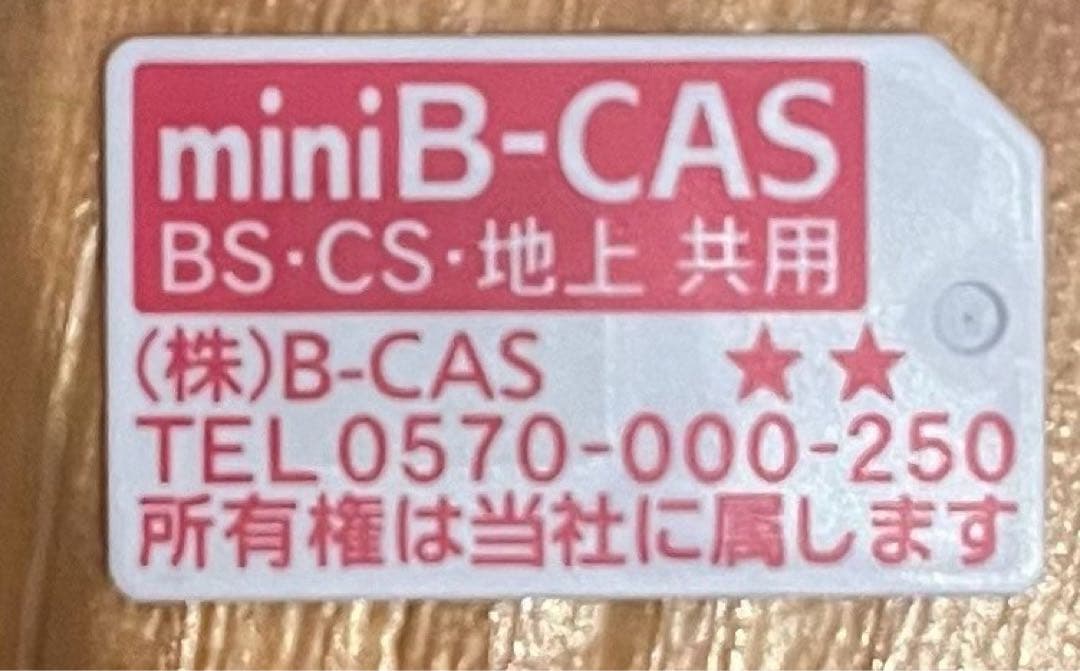 miniB-CAS
BS・CS・地上 共用
(株)B-CAS ★★
TEL 0570-000-250
所有権は当社に属します